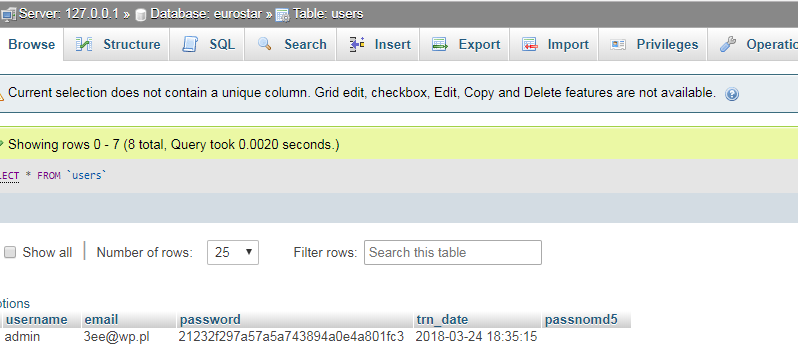 Server: 127.0.0.1 » Database: eurostar » Table: users
Browse Structure SQL Search Insert Export Import Privileges Operatio
Current selection does not contain a unique column. Grid edit, checkbox, Edit, Copy and Delete features are not available.
Showing rows 0 - 7 (8 total, Query took 0.0020 seconds.)
LECT * FROM `users`
Show all | Number of rows: 25 Filter rows: Search this table
otions
username email password trn_date passnomd5
admin 3ee@wp.pl 21232f297a57a5a743894a0e4a801fc3 2018-03-24 18:35:15